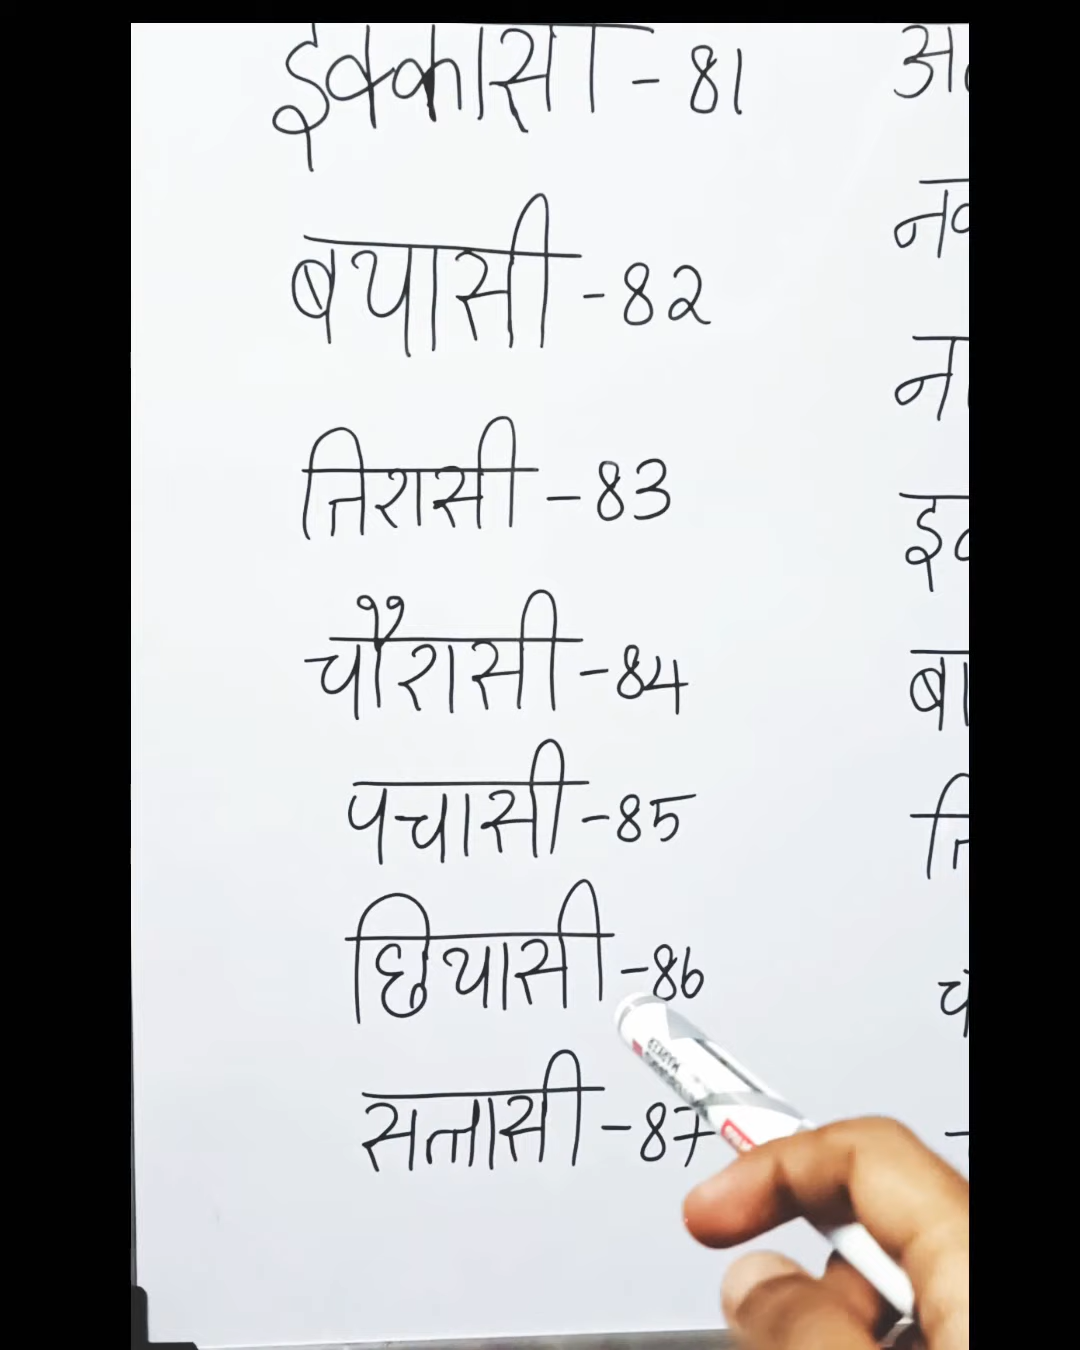 इक्कासी - 81
बयासी - 82
तिरासी - 83
चौरासी - 84
पचासी - 85
छियासी - 86
सत्तासी - 87